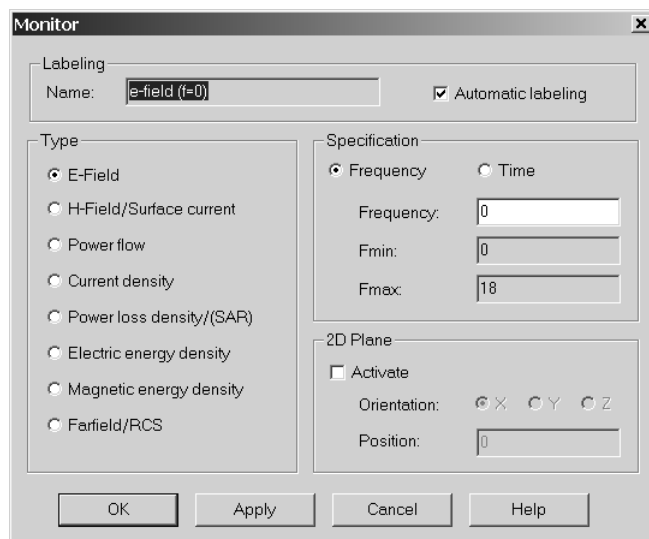 Monitor
Labeling
Name: e-field (f=0) Automatic labeling
Type
E-Field
H-Field/Surface current
Power flow
Current density
Power loss density/(SAR)
Electric energy density
Magnetic energy density
Farfield/RCS
Specification
Frequency Time
Frequency: 0
Fmin: 0
Fmax: 18
2D Plane
Activate
Orientation: X Y Z
Position: 0
OK Apply Cancel Help